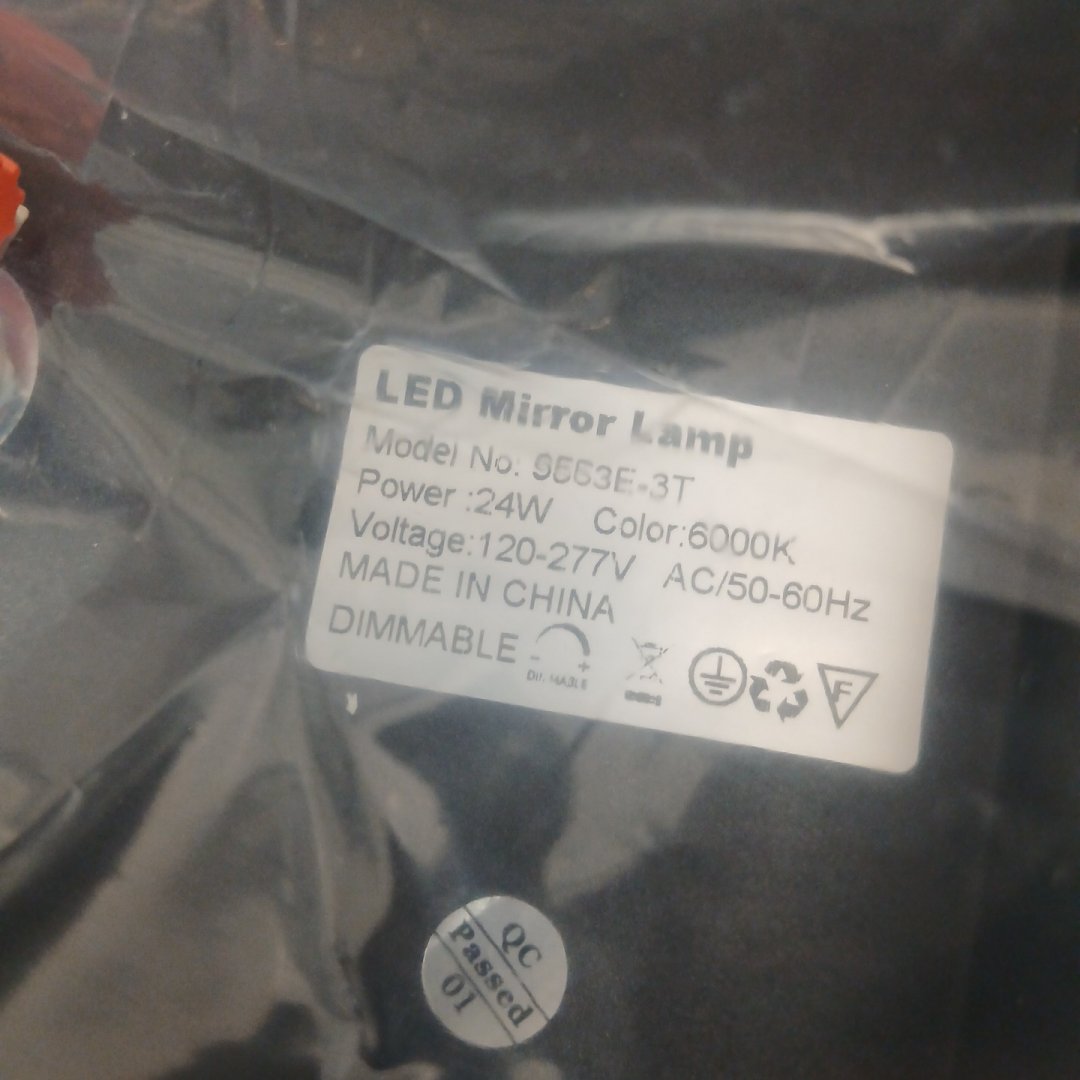 LED Mirror Lamp
Model No: 9553E-3T
Power :24W Color:6000K
Voltage:120-277V AC/50-60Hz
MADE IN CHINA
DIMMABLE - +
DIMMABLE
F
QC
Passed
01